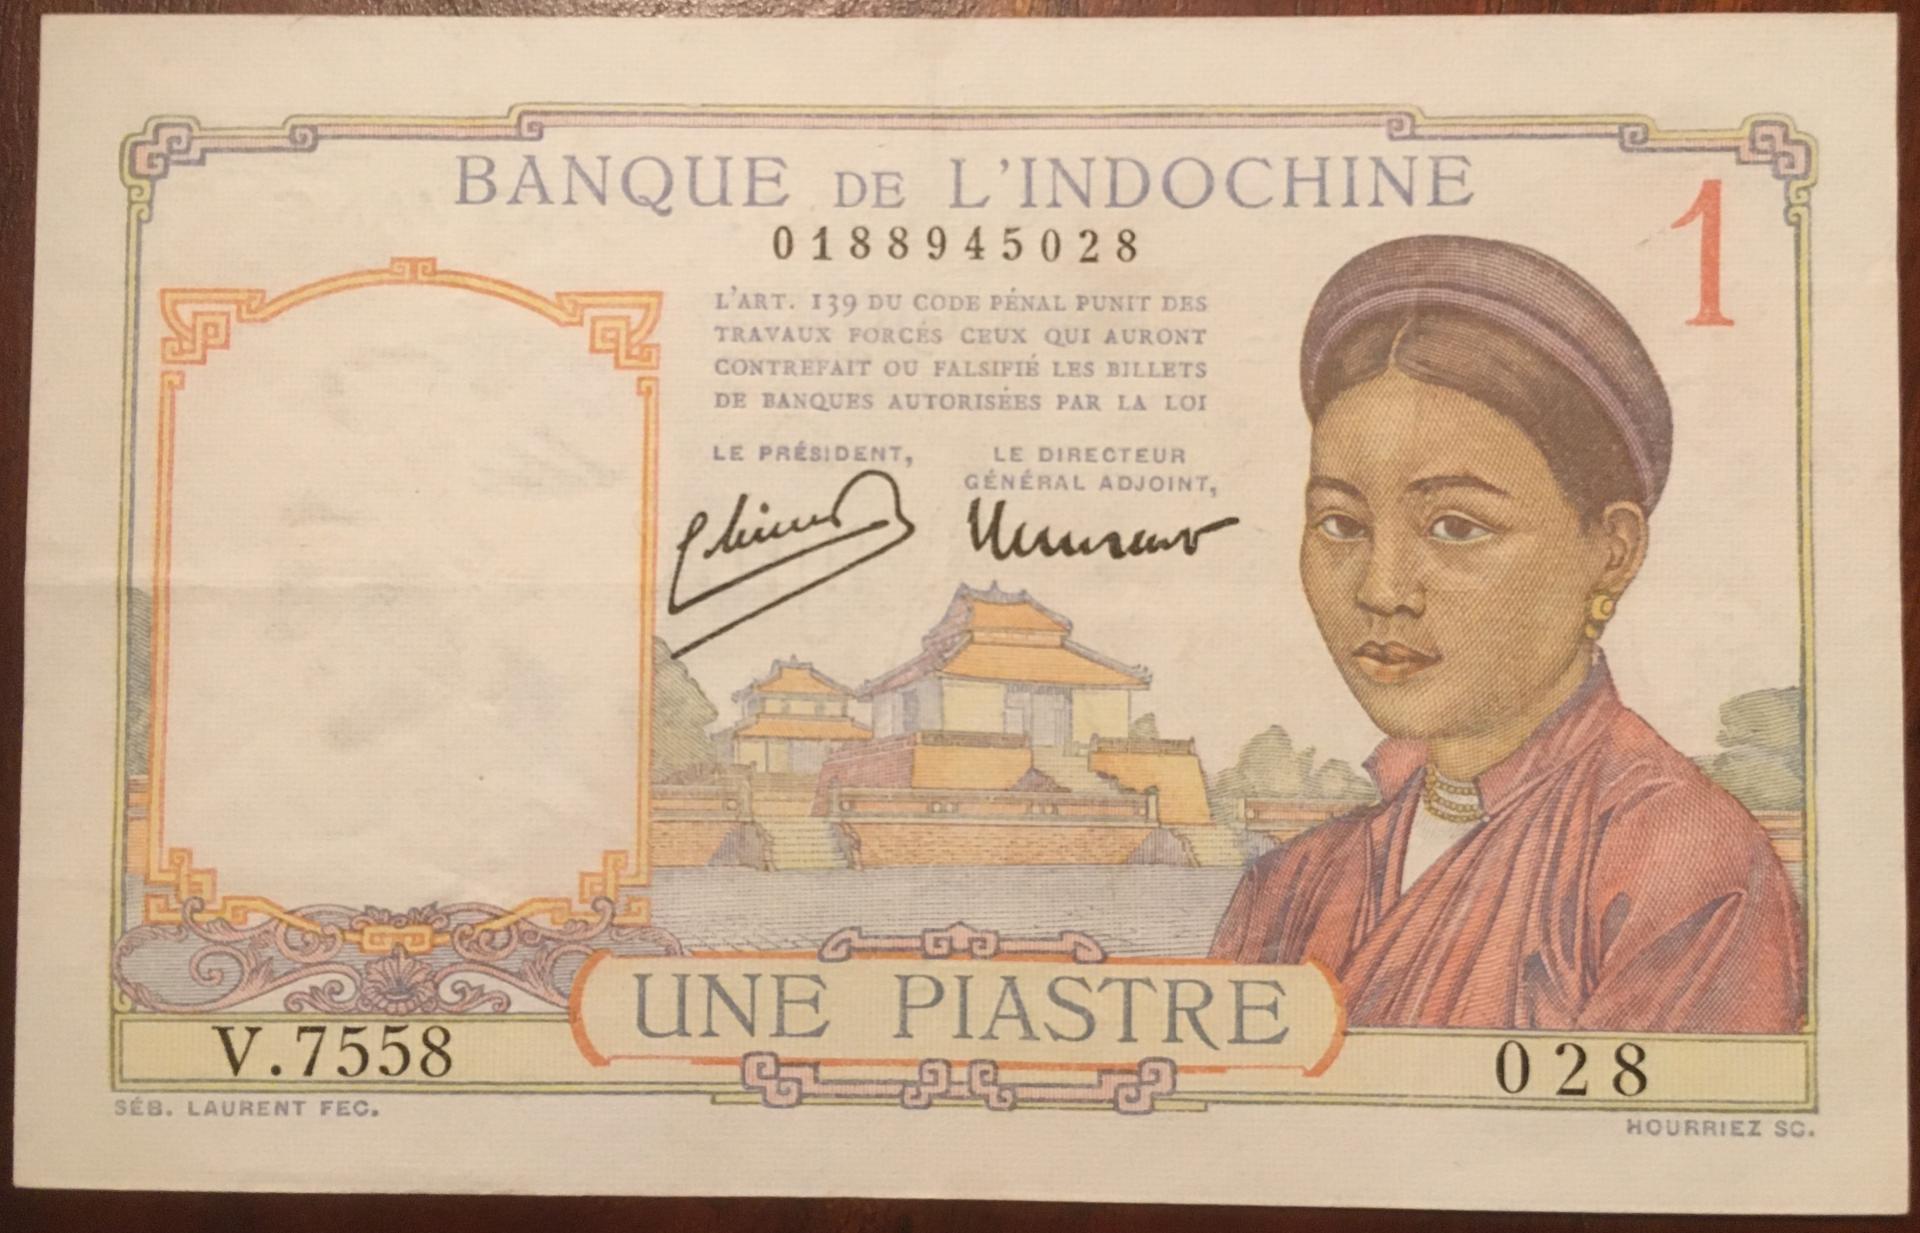 BANQUE DE L'INDOCHINE
1
0188945028
L'ART. 139 DU CODE PÉNAL PUNIT DES
TRAVAUX FORCÉS CEUX QUI AURONT
CONTREFAIT OU FALSIFIÉ LES BILLETS
DE BANQUES AUTORISÉES PAR LA LOI
LE PRÉSIDENT,
LE DIRECTEUR
GÉNÉRAL ADJOINT,
UNE PIASTRE
V.7558
028
SÉB. LAURENT FEC.
HOURRIEZ SC.